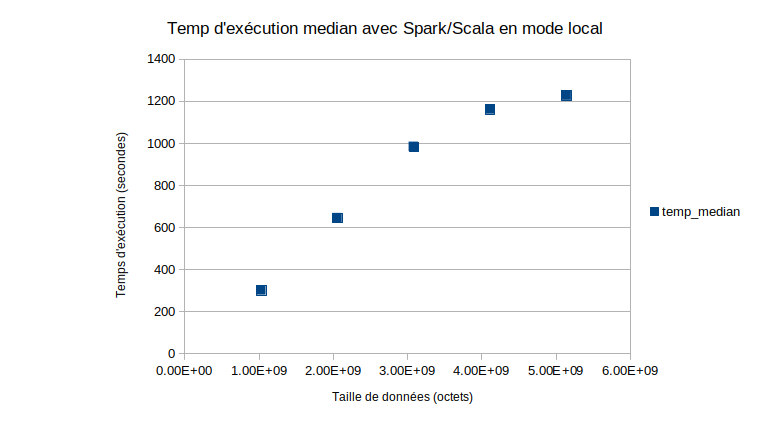 Temp d'exécution median avec Spark/Scala en mode local
1400
1200
1000
800
600
400
200
0
Temps d'exécution (secondes)
temp_median
0.00E+00 1.00E+09 2.00E+09 3.00E+09 4.00E+09 5.00E+09 6.00E+09
Taille de données (octets)